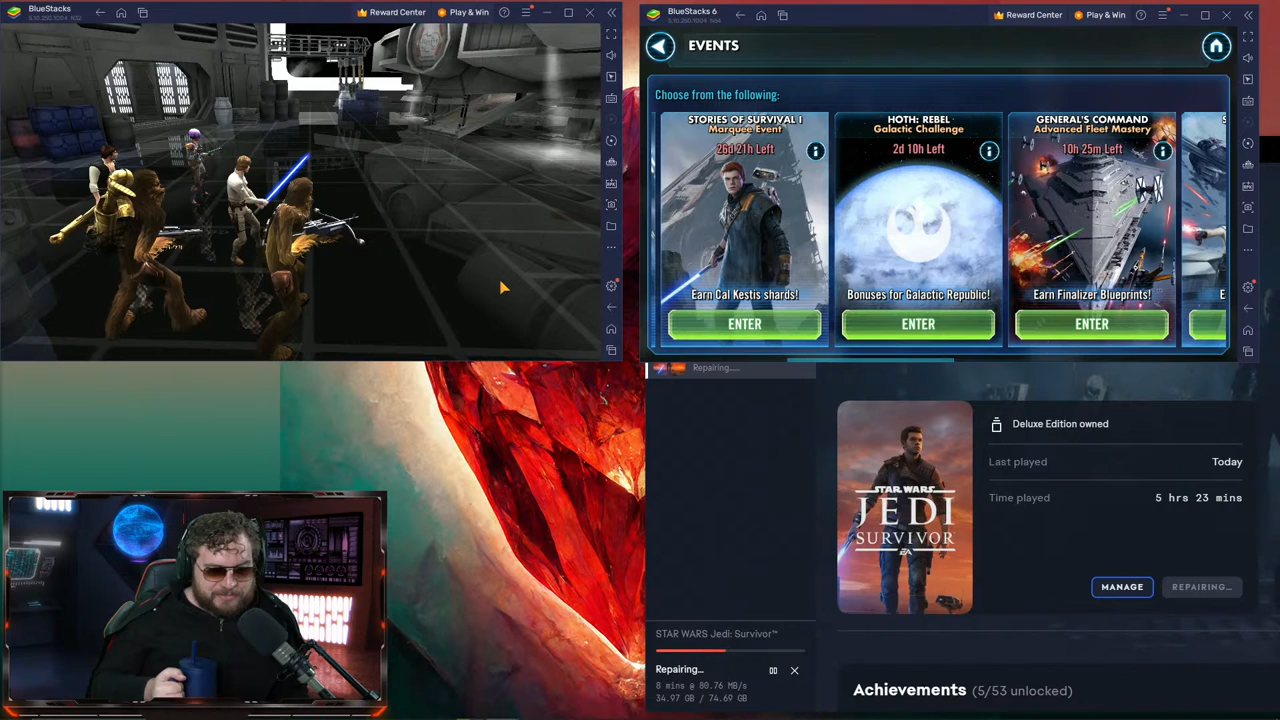 BlueStacks
Reward Center
Play & Win
BlueStacks 6
Reward Center
Play & Win
EVENTS
Choose from the following:
STORIES OF SURVIVAL I
Marquee Event
26d 21h Left
Earn Cal Kestis shards!
ENTER
HOTH: REBEL
Galactic Challenge
2d 10h Left
Bonuses for Galactic Republic!
ENTER
GENERAL'S COMMAND
Advanced Fleet Mastery
10h 25m Left
Earn Finalizer Blueprints!
ENTER
Repairing.....
STAR WARS
JEDI
SURVIVOR
EA
Deluxe Edition owned
Last played Today
Time played 5 hrs 23 mins
MANAGE
REPAIRING...
STAR WARS Jedi: Survivor™
Repairing...
8 mins @ 80.76 MB/s
34.97 GB / 74.69 GB
Achievements (5/53 unlocked)